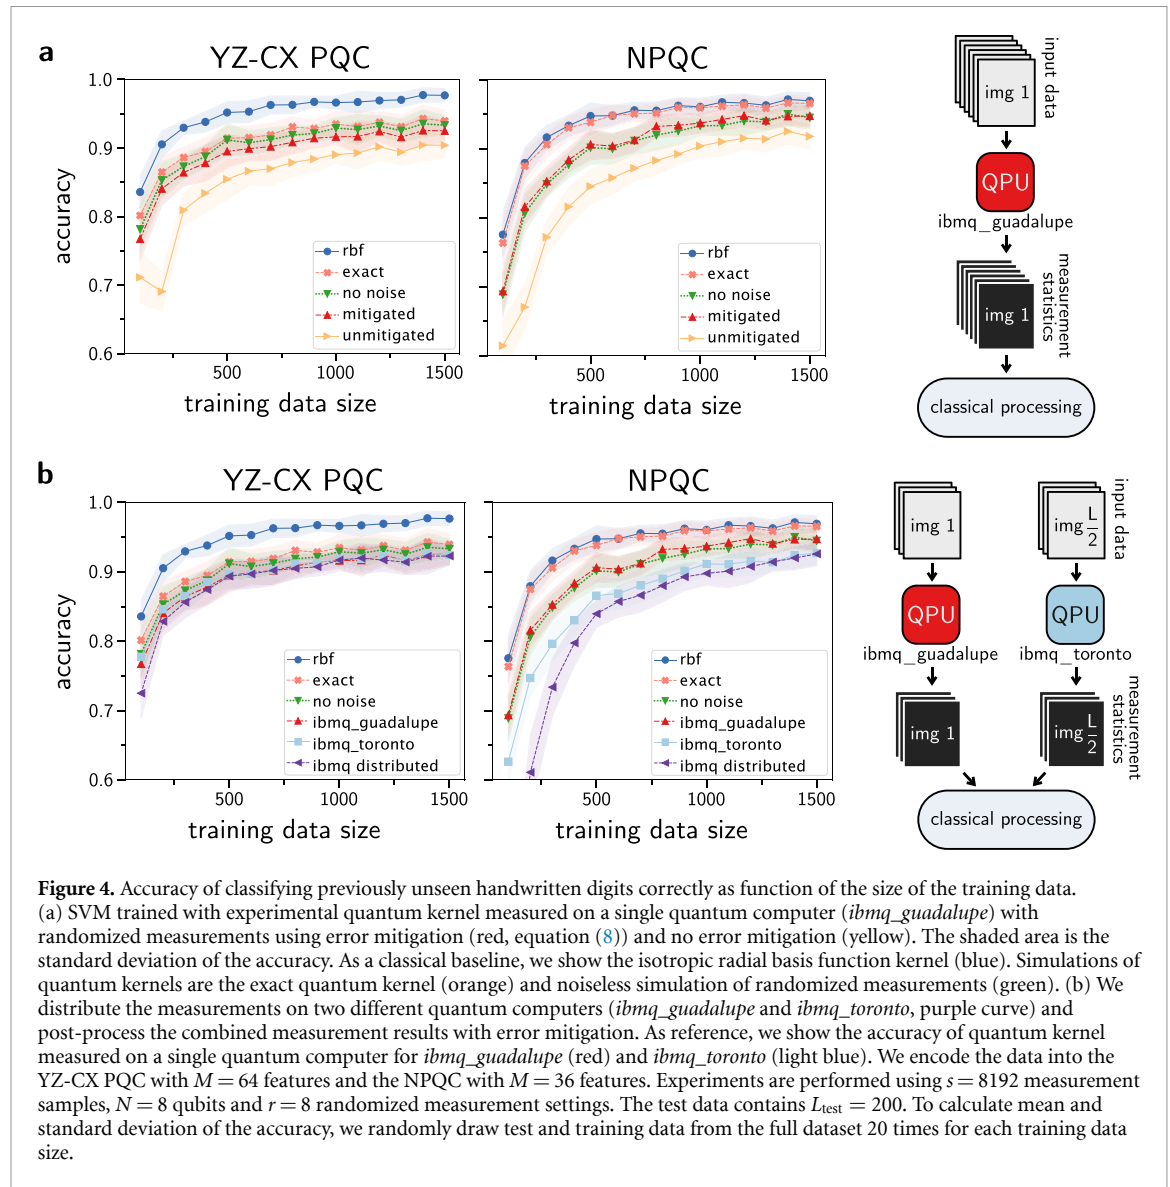 a
YZ-CX PQC
NPQC
1.0
0.9
0.8
0.7
0.6
accuracy
rbf
exact
no noise
mitigated
unmitigated
500
1000
1500
training data size
rbf
exact
no noise
mitigated
unmitigated
500
1000
1500
training data size
input data
img 1
QPU
ibmq_guadalupe
measurement
statistics
img 1
classical processing
b
YZ-CX PQC
NPQC
1.0
0.9
0.8
0.7
0.6
accuracy
rbf
exact
no noise
ibmq_guadalupe
ibmq_toronto
ibmq distributed
500
1000
1500
training data size
rbf
exact
no noise
ibmq_guadalupe
ibmq_toronto
ibmq distributed
500
1000
1500
training data size
input data
img 1
img L/2
QPU
QPU
ibmq_guadalupe
ibmq_toronto
measurement
statistics
img 1
img L/2
classical processing
Figure 4. Accuracy of classifying previously unseen handwritten digits correctly as function of the size of the training data.
(a) SVM trained with experimental quantum kernel measured on a single quantum computer (ibmq_guadalupe) with
randomized measurements using error mitigation (red, equation (8)) and no error mitigation (yellow). The shaded area is the
standard deviation of the accuracy. As a classical baseline, we show the isotropic radial basis function kernel (blue). Simulations of
quantum kernels are the exact quantum kernel (orange) and noiseless simulation of randomized measurements (green). (b) We
distribute the measurements on two different quantum computers (ibmq_guadalupe and ibmq_toronto, purple curve) and
post-process the combined measurement results with error mitigation. As reference, we show the accuracy of quantum kernel
measured on a single quantum computer for ibmq_guadalupe (red) and ibmq_toronto (light blue). We encode the data into the
YZ-CX PQC with M = 64 features and the NPQC with M = 36 features. Experiments are performed using s = 8192 measurement
samples, N = 8 qubits and r = 8 randomized measurement settings. The test data contains L_test = 200. To calculate mean and
standard deviation of the accuracy, we randomly draw test and training data from the full dataset 20 times for each training data
size.